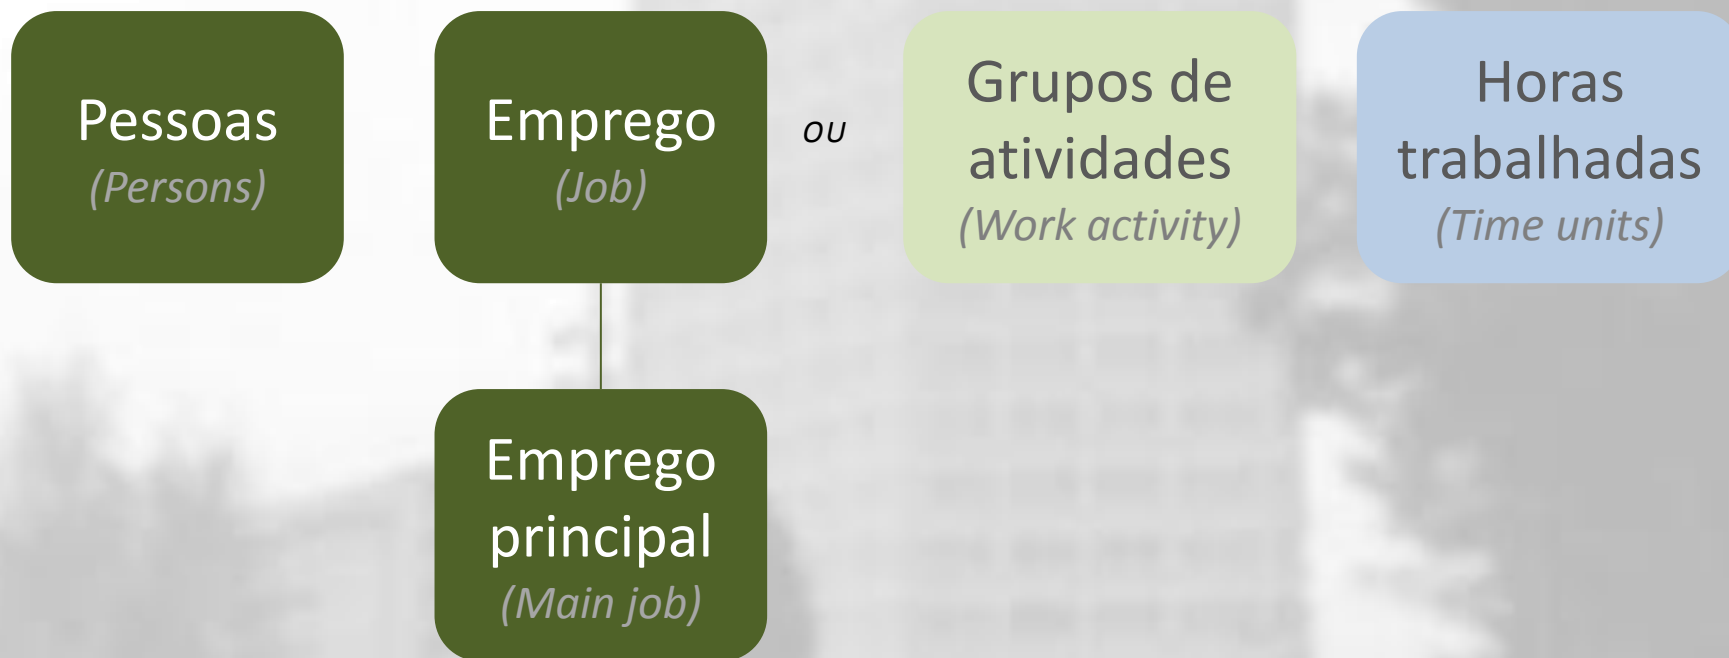 Pessoas
(Persons)
Emprego
(Job)
ou
Grupos de
atividades
(Work activity)
Horas
trabalhadas
(Time units)
Emprego
principal
(Main job)